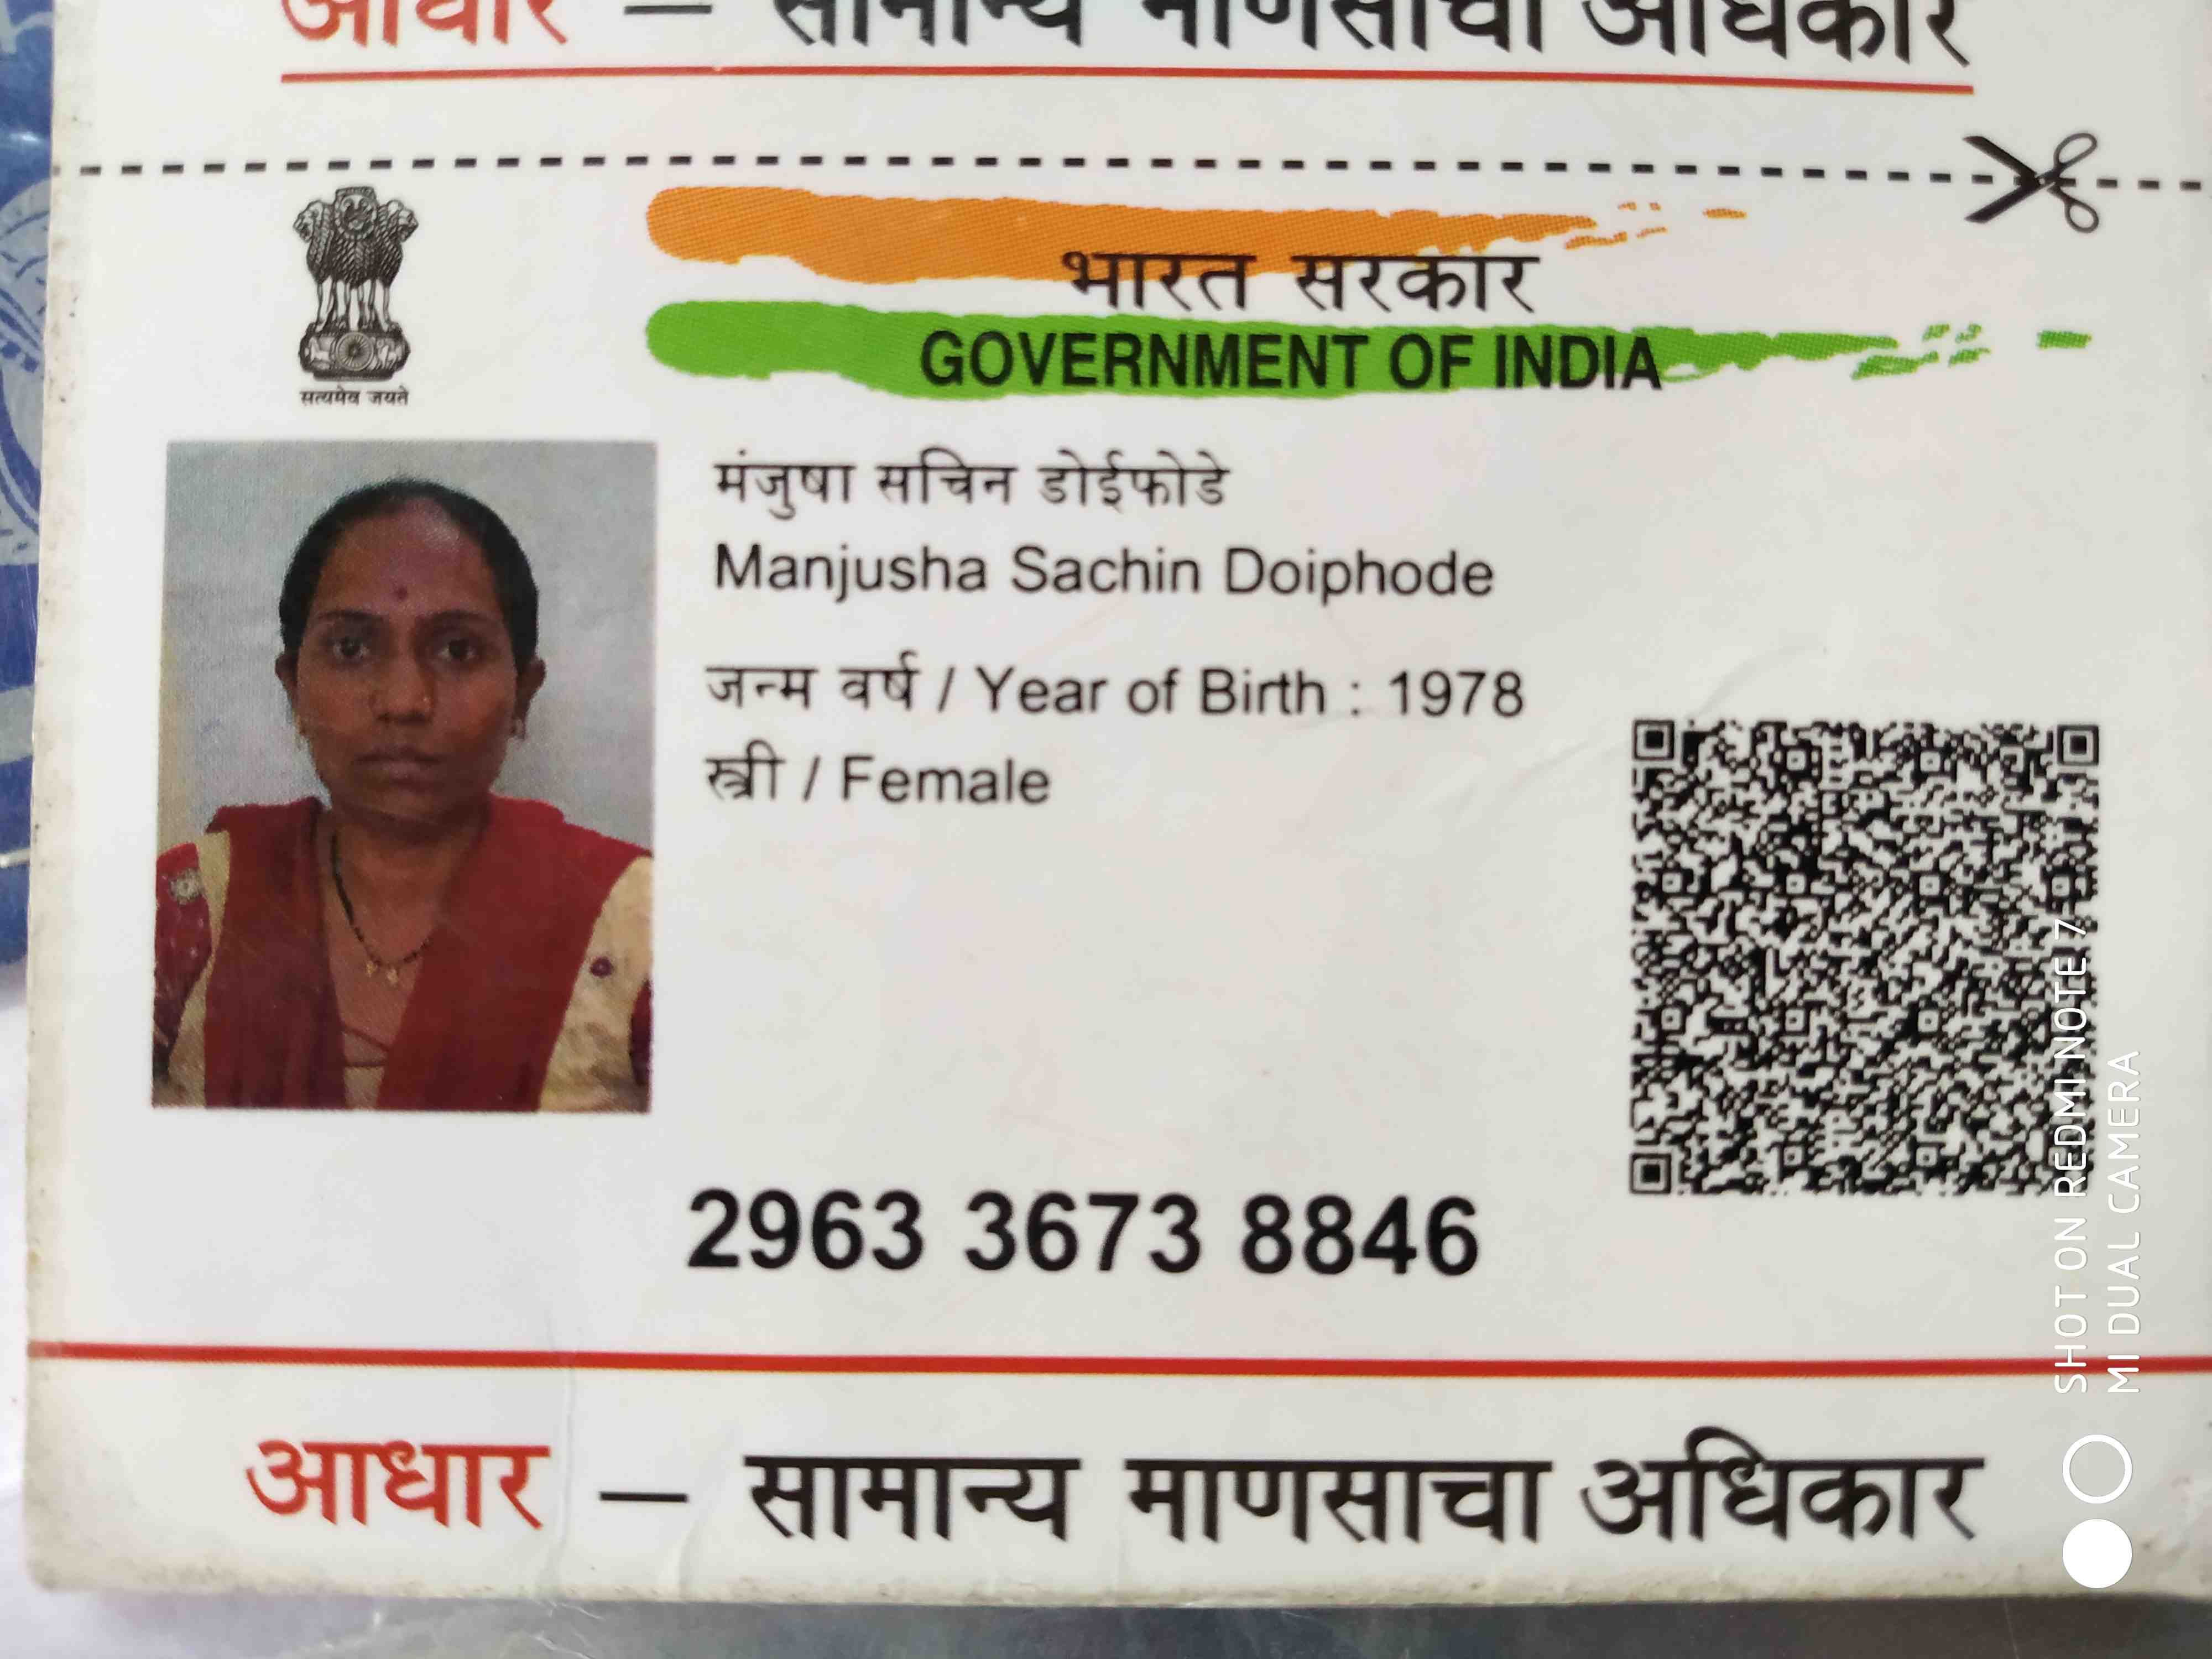 आधार — सामान्य माणसाचा अधिकार
सत्यमेव जयते
भारत सरकार
GOVERNMENT OF INDIA
मंजुषा सचिन डोईफोडे
Manjusha Sachin Doiphode
जन्म वर्ष / Year of Birth : 1978
स्त्री / Female
2963 3673 8846
आधार — सामान्य माणसाचा अधिकार
SHOT ON REDMI NOTE 7
MI DUAL CAMERA